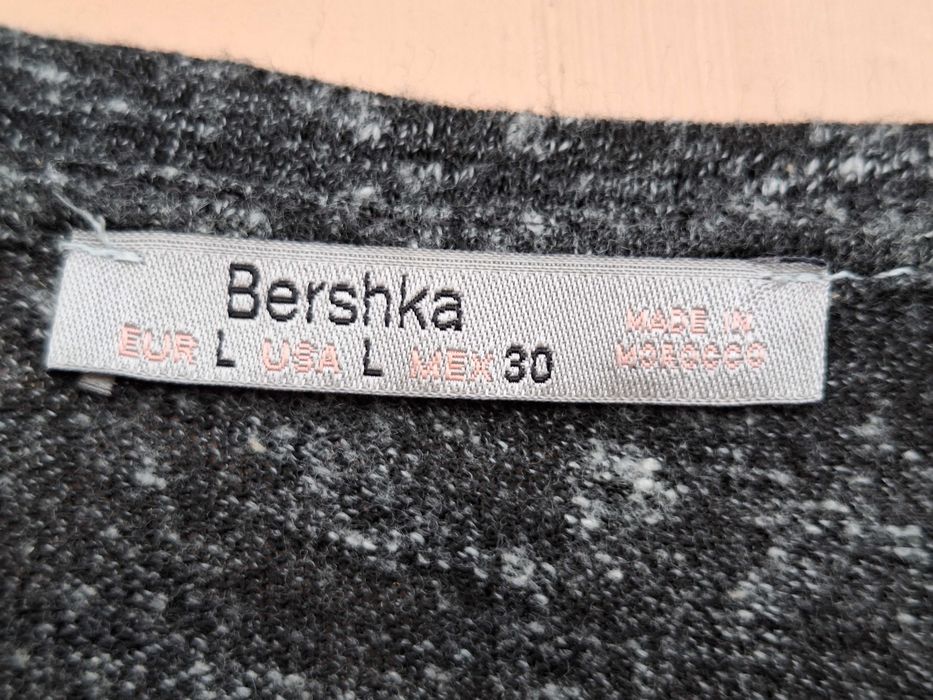 Bershka
EUR L USA L MEX 30
MADE IN
MOROCCO